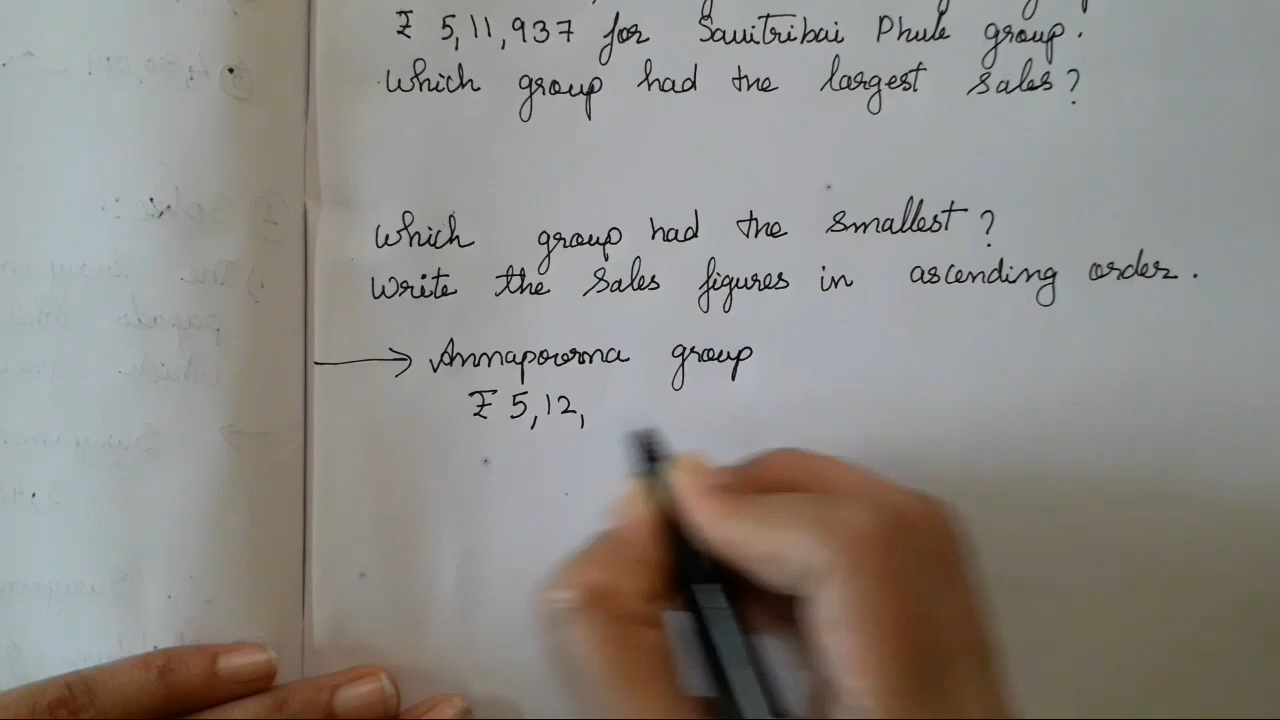 ₹ 5,11,937 for Savitribai Phule group.
Which group had the largest sales?
Which group had the smallest?
Write the sales figures in ascending order.
→ Annapoorna group
₹ 5,12,